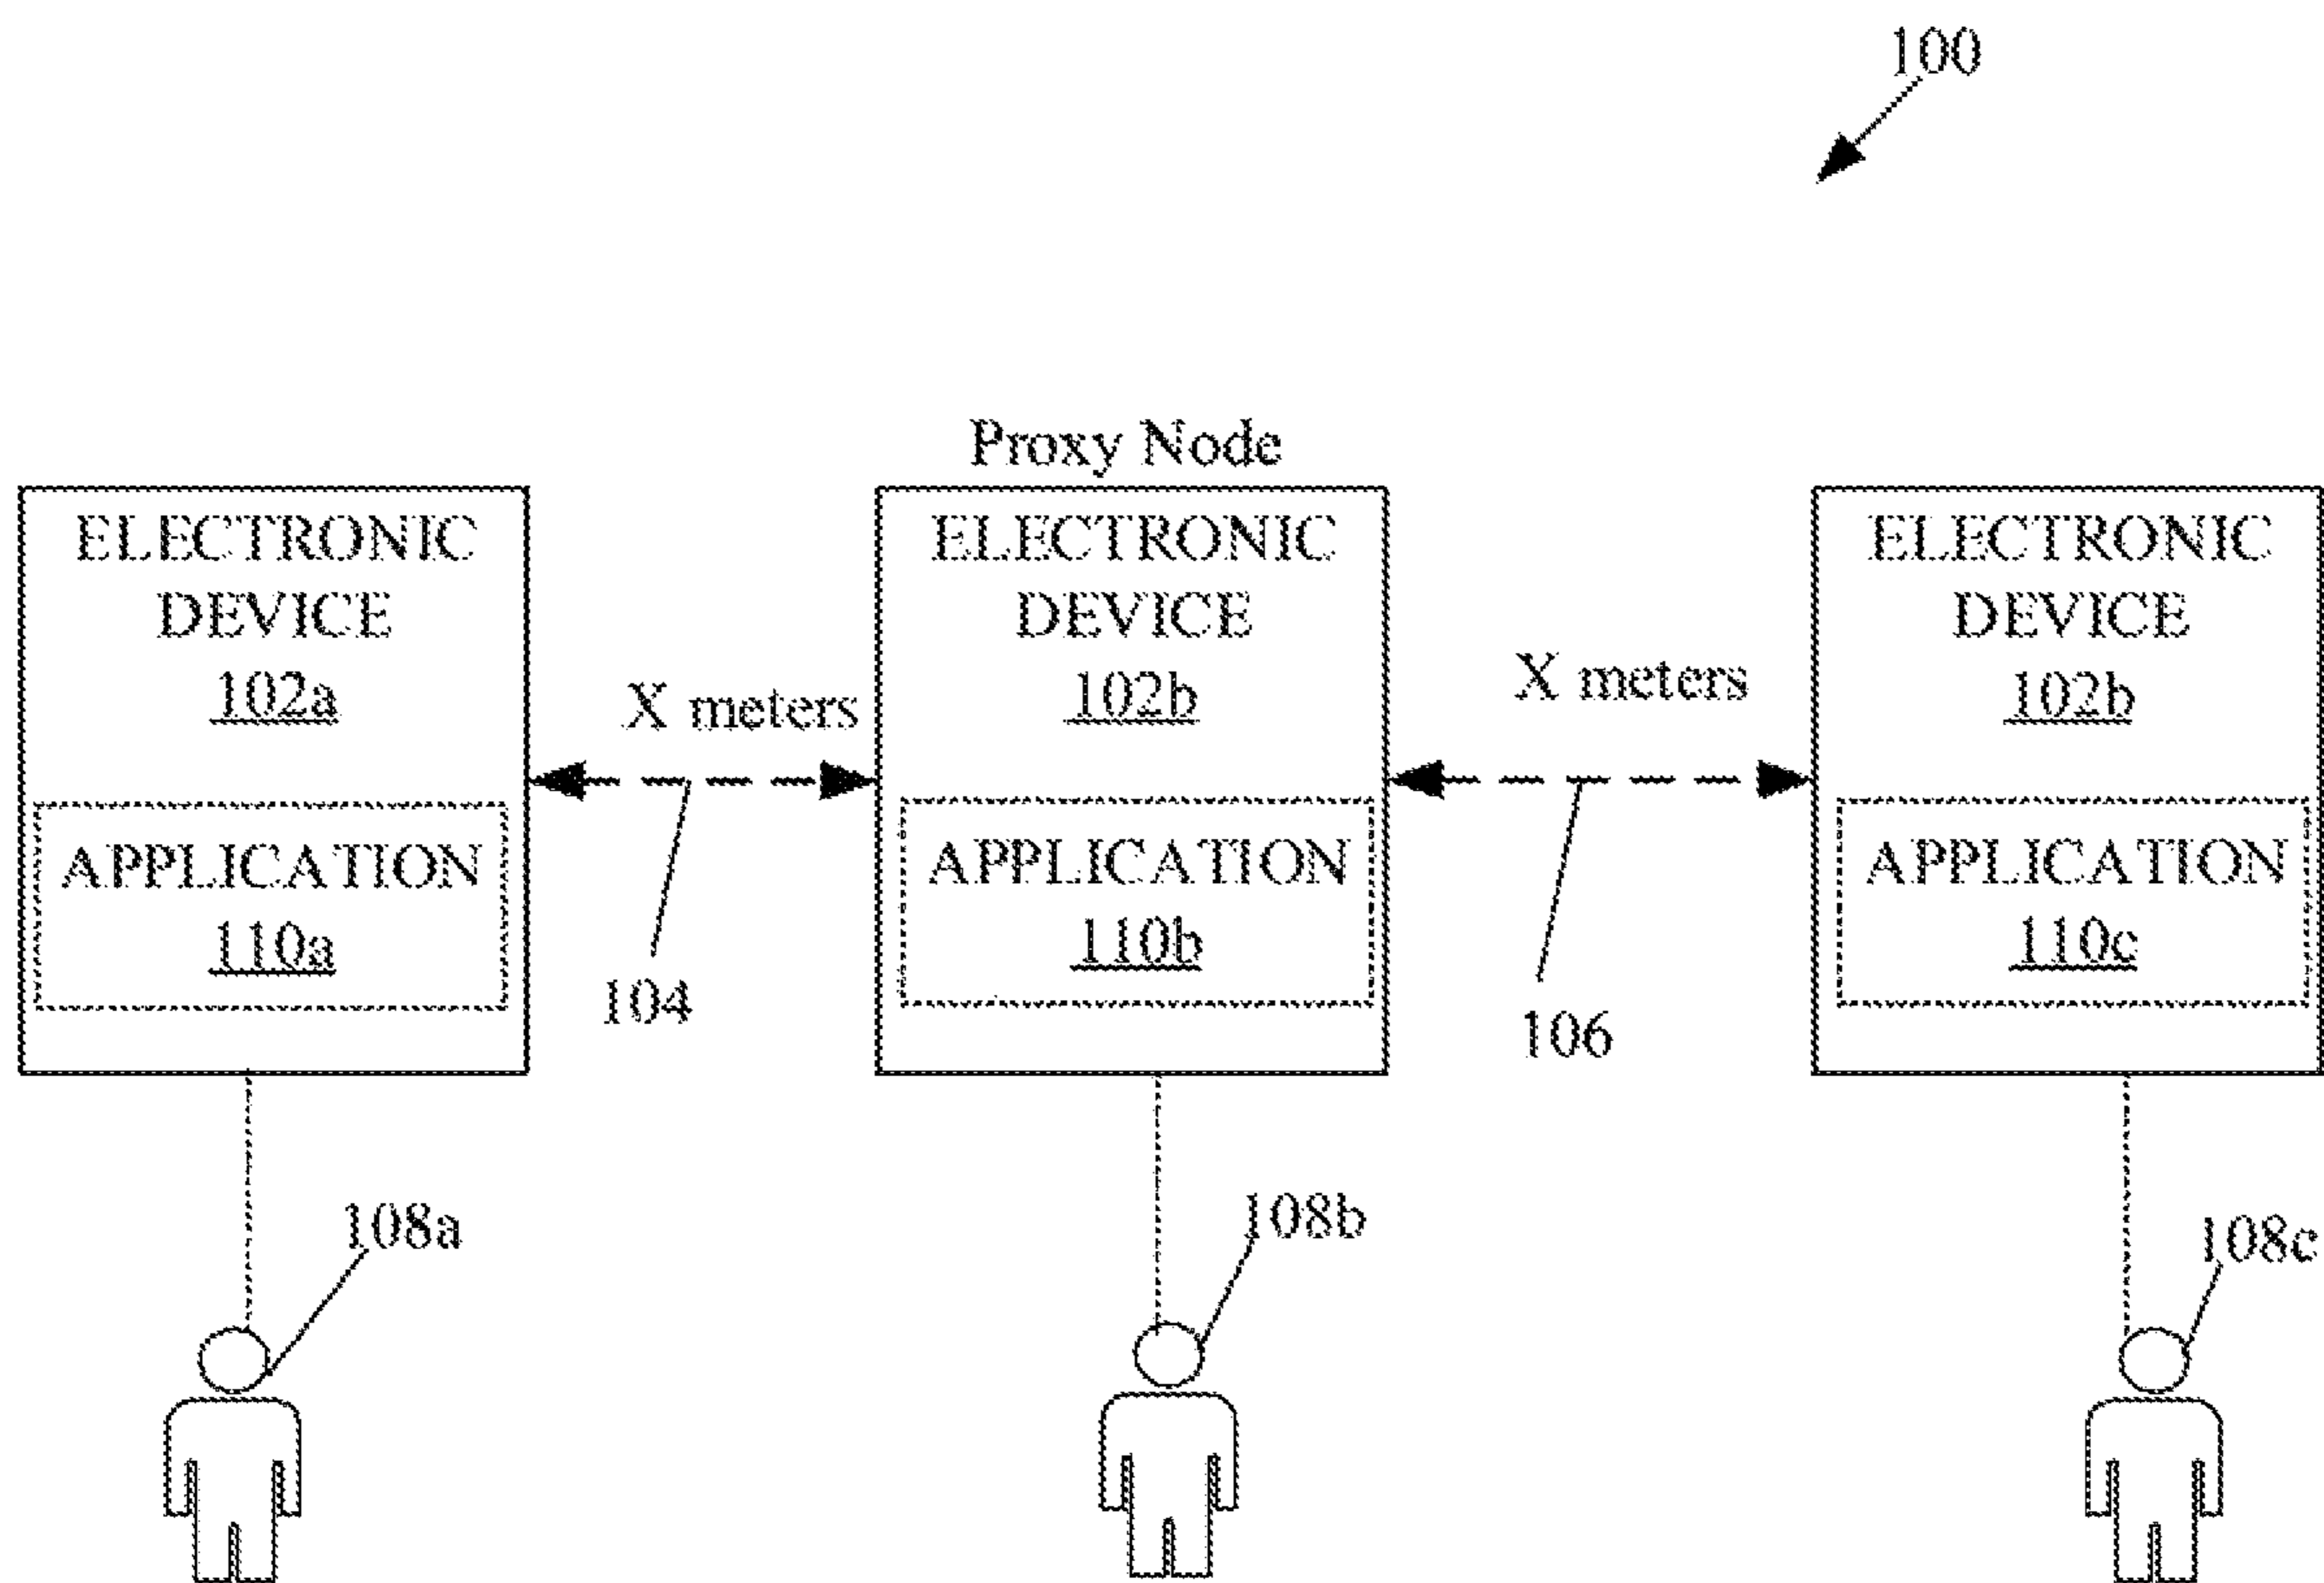 100
Proxy Node
ELECTRONIC
DEVICE
102a
APPLICATION
110a
X meters
104
ELECTRONIC
DEVICE
102b
APPLICATION
110b
X meters
106
ELECTRONIC
DEVICE
102b
APPLICATION
110c
108a
108b
108c